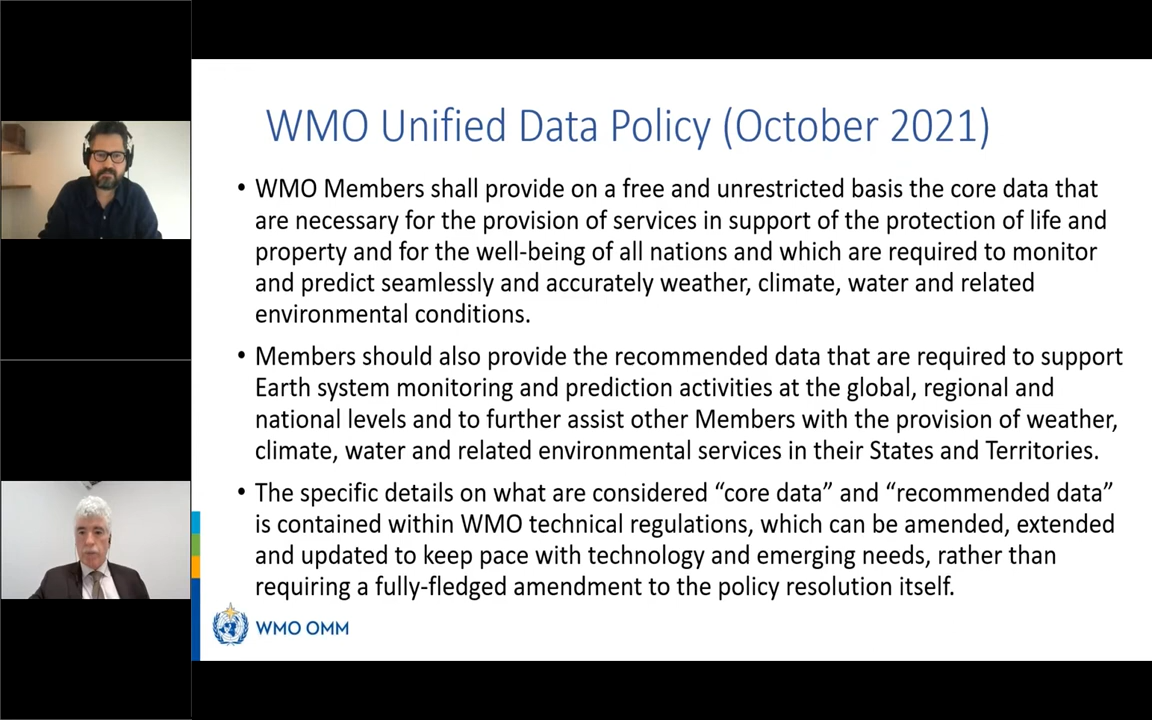 WMO Unified Data Policy (October 2021)
• WMO Members shall provide on a free and unrestricted basis the core data that
are necessary for the provision of services in support of the protection of life and
property and for the well-being of all nations and which are required to monitor
and predict seamlessly and accurately weather, climate, water and related
environmental conditions.
• Members should also provide the recommended data that are required to support
Earth system monitoring and prediction activities at the global, regional and
national levels and to further assist other Members with the provision of weather,
climate, water and related environmental services in their States and Territories.
• The specific details on what are considered “core data” and “recommended data”
is contained within WMO technical regulations, which can be amended, extended
and updated to keep pace with technology and emerging needs, rather than
requiring a fully-fledged amendment to the policy resolution itself.
WMO OMM